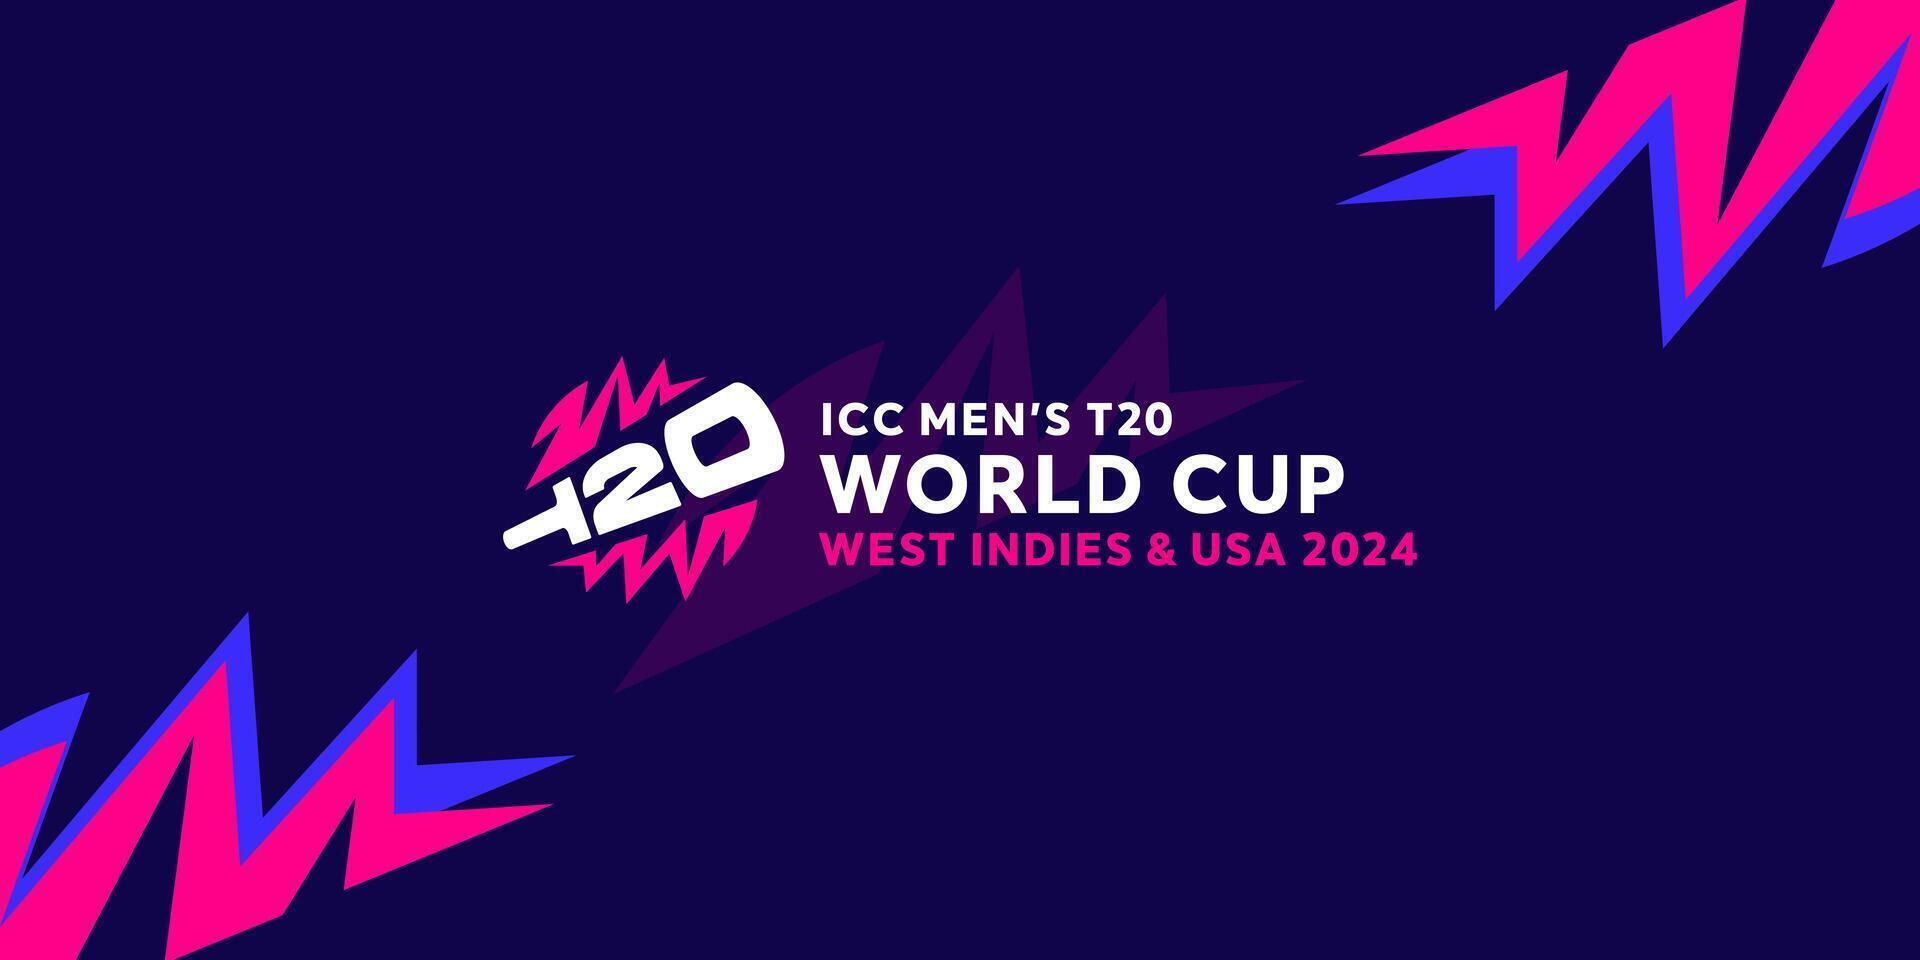 T20
ICC MEN'S T20
WORLD CUP
WEST INDIES & USA 2024